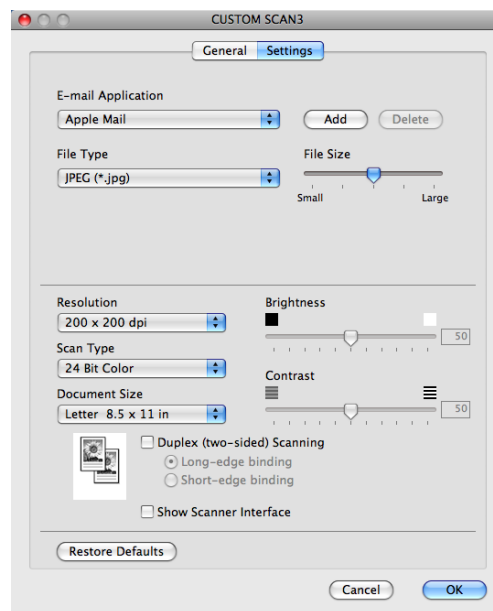 CUSTOM SCAN3
General Settings
E-mail Application
Apple Mail Add Delete
File Type File Size
JPEG (*.jpg)
Small Large
Resolution Brightness
200 x 200 dpi
50
Scan Type
24 Bit Color
Contrast
Document Size
Letter 8.5 x 11 in 50
Duplex (two-sided) Scanning
Long-edge binding
Short-edge binding
Show Scanner Interface
Restore Defaults
Cancel OK